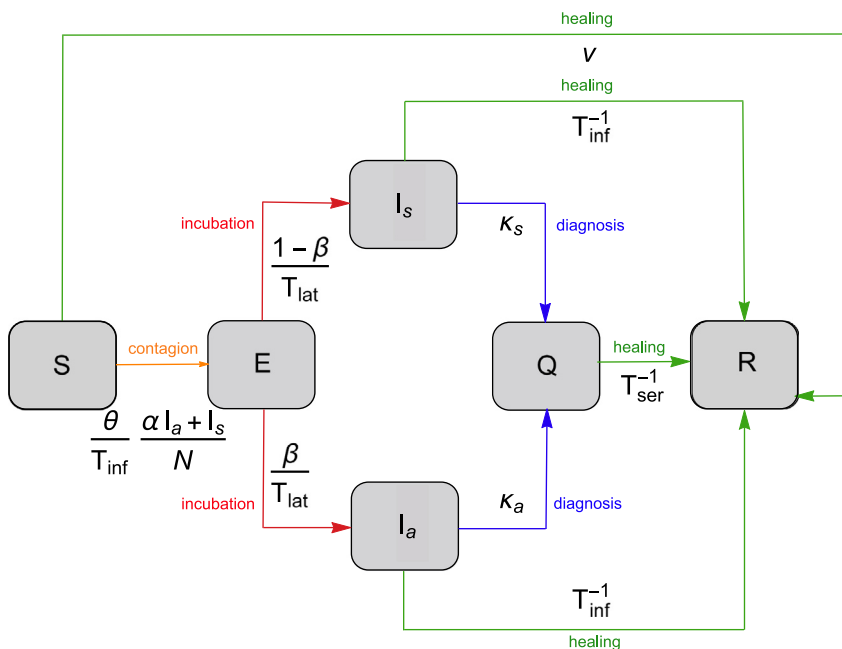 healing
ν
healing
T_inf^−1
I_s
incubation
κ_s
diagnosis
(1 − β)/T_lat
S
contagion
E
Q
healing
T_ser^−1
R
θ/T_inf (α I_a + I_s)/N
β/T_lat
incubation
I_a
κ_a
diagnosis
T_inf^−1
healing